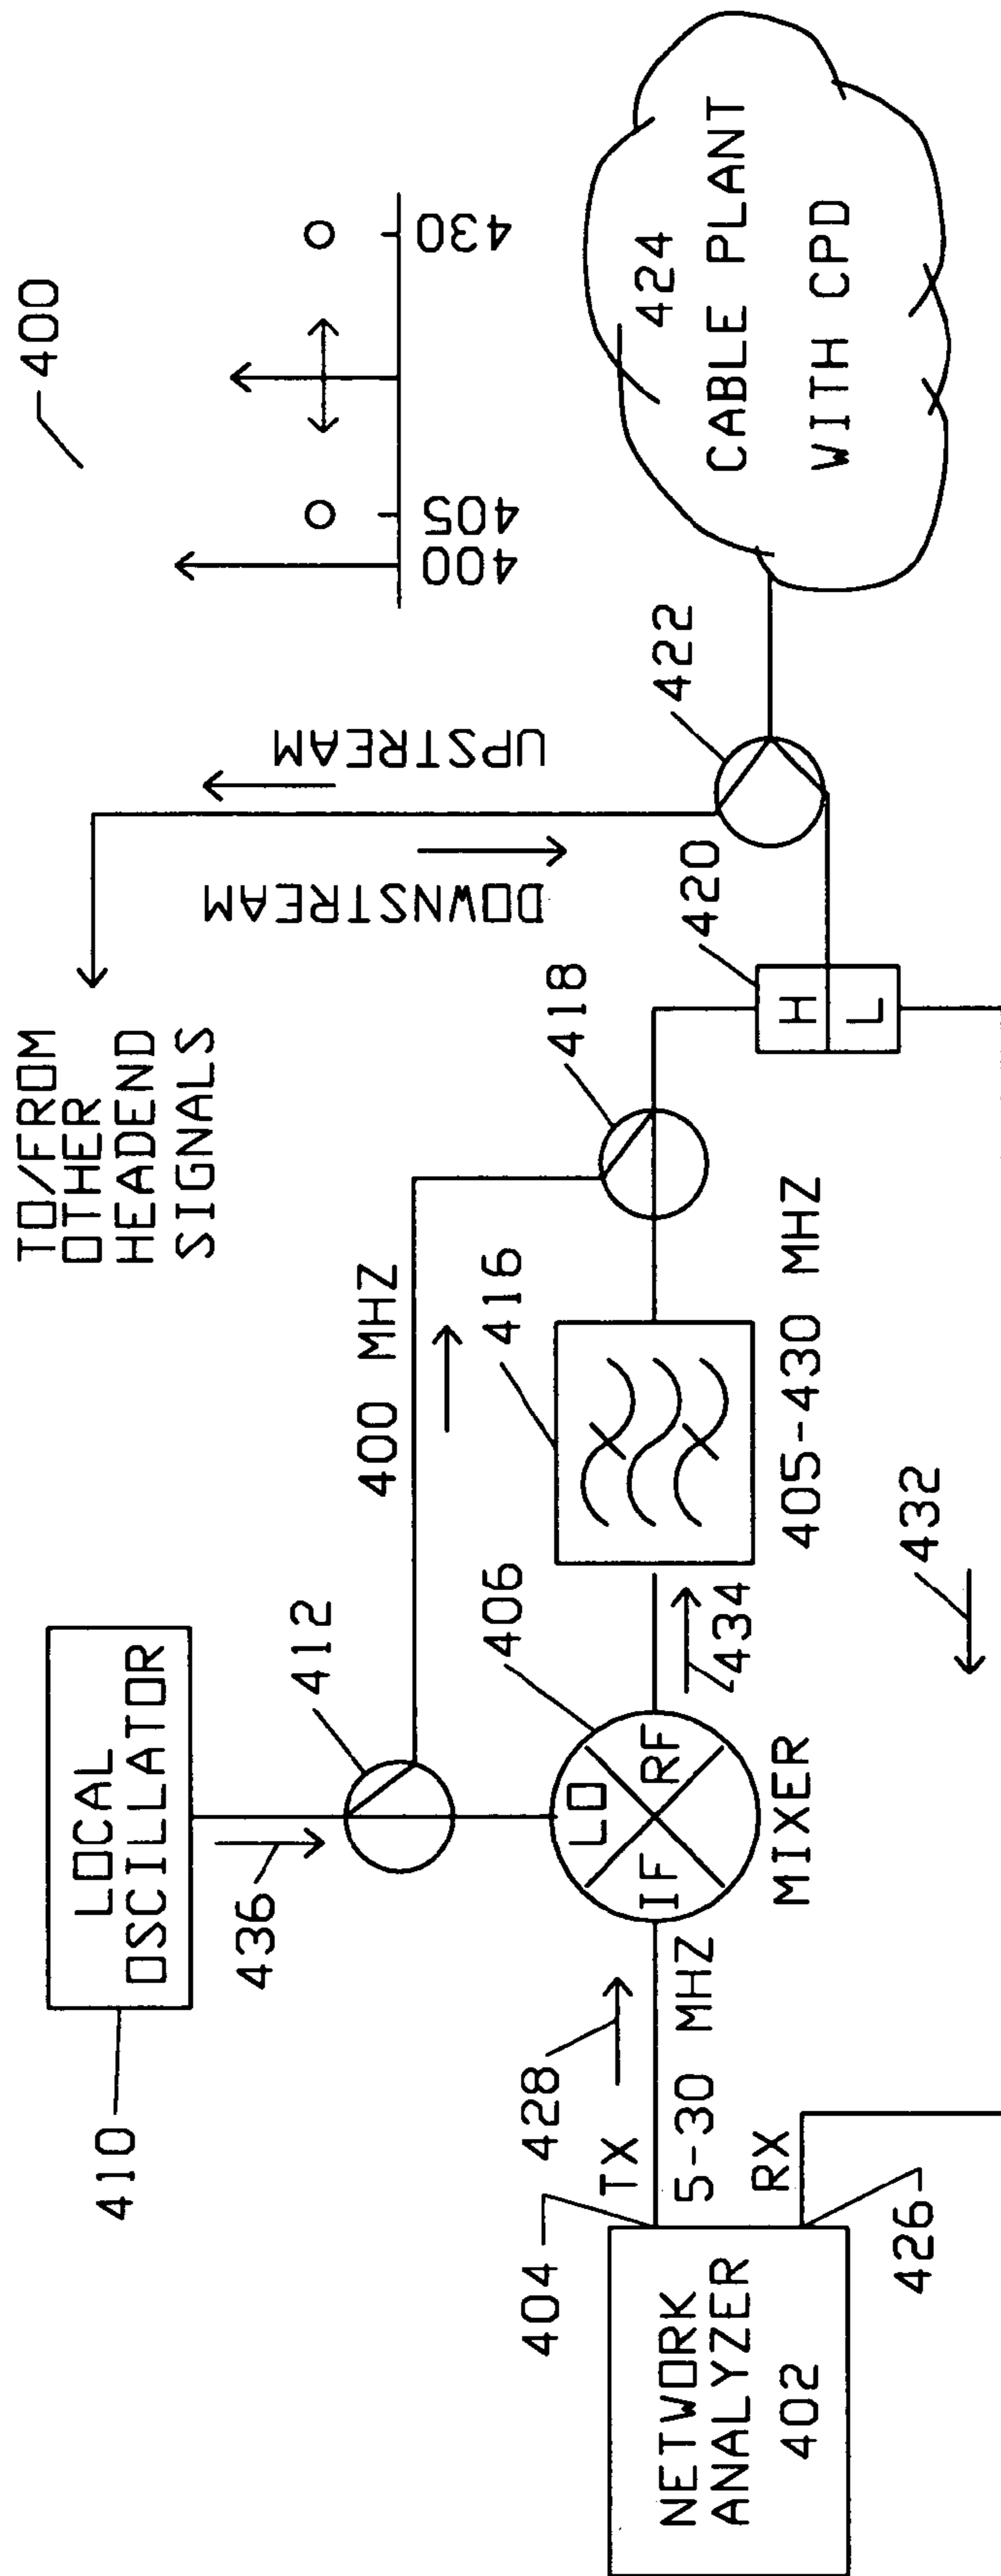 400
TO/FROM
OTHER
HEADEND
SIGNALS
UPSTREAM
DOWNSTREAM
400
405
430
LOCAL
OSCILLATOR
410
436
412
400 MHZ
418
420
422
424
CABLE PLANT
WITH CPD
H
L
416
405-430 MHZ
406
LO
IF
RF
MIXER
434
432
428
404
TX
5-30 MHZ
RX
426
NETWORK
ANALYZER
402